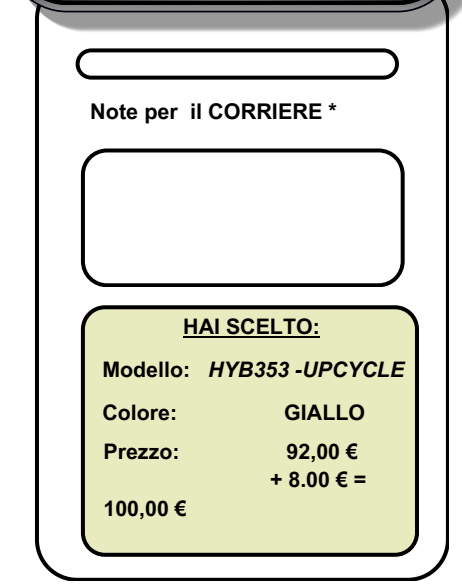 Note per il CORRIERE *
HAI SCELTO:
Modello: HYB353 -UPCYCLE
Colore: GIALLO
Prezzo: 92,00 €
+ 8.00 € =
100,00 €